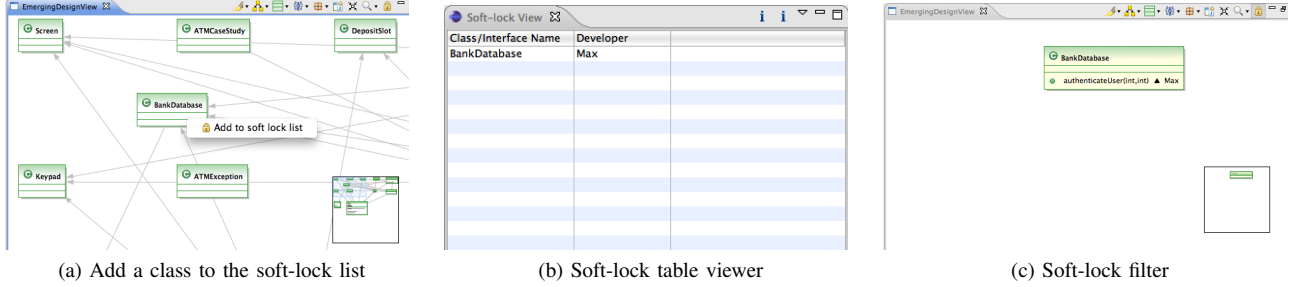 EmergingDesignView
Screen
ATMCaseStudy
DepositSlot
BankDatabase
Add to soft lock list
Keypad
ATMException
(a) Add a class to the soft-lock list
Soft-lock View
Class/Interface Name Developer
BankDatabase Max
(b) Soft-lock table viewer
EmergingDesignView
BankDatabase
authenticateUser(int,int) ▲ Max
(c) Soft-lock filter